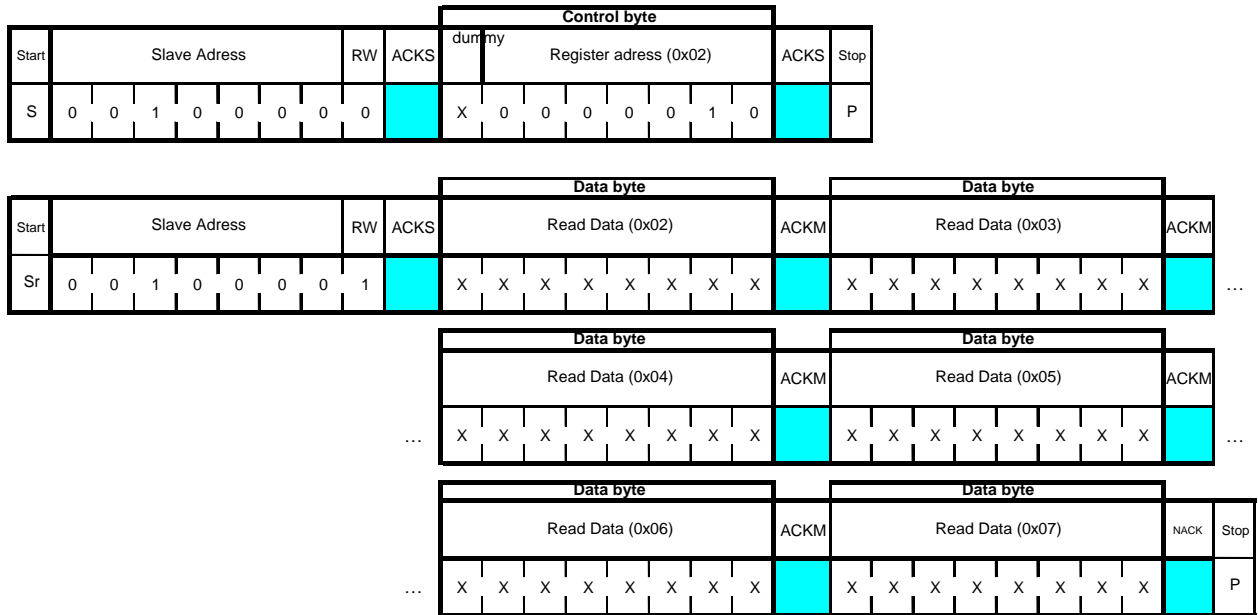 Control byte
Start Slave Adress RW ACKS dummy Register adress (0x02) ACKS Stop
S 0 0 1 0 0 0 0 0 X 0 0 0 0 0 1 0 P
Data byte Data byte
Start Slave Adress RW ACKS Read Data (0x02) ACKM Read Data (0x03) ACKM
Sr 0 0 1 0 0 0 0 1 X X X X X X X X X X X X X X X X ...
Data byte Data byte
Read Data (0x04) ACKM Read Data (0x05) ACKM
... X X X X X X X X X X X X X X X X ...
Data byte Data byte
Read Data (0x06) ACKM Read Data (0x07) NACK Stop
... X X X X X X X X X X X X X X X X P